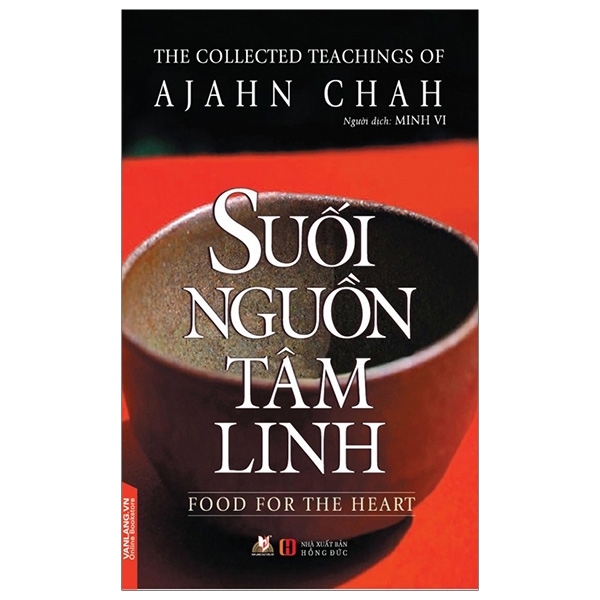 THE COLLECTED TEACHINGS OF
AJAHN CHAH
Người dịch: MINH VI
SUỐI
NGUỒN
TÂM
LINH
FOOD FOR THE HEART
NHÀ XUẤT BẢN
HỒNG ĐỨC
VANLANG.VN
Online Bookstore